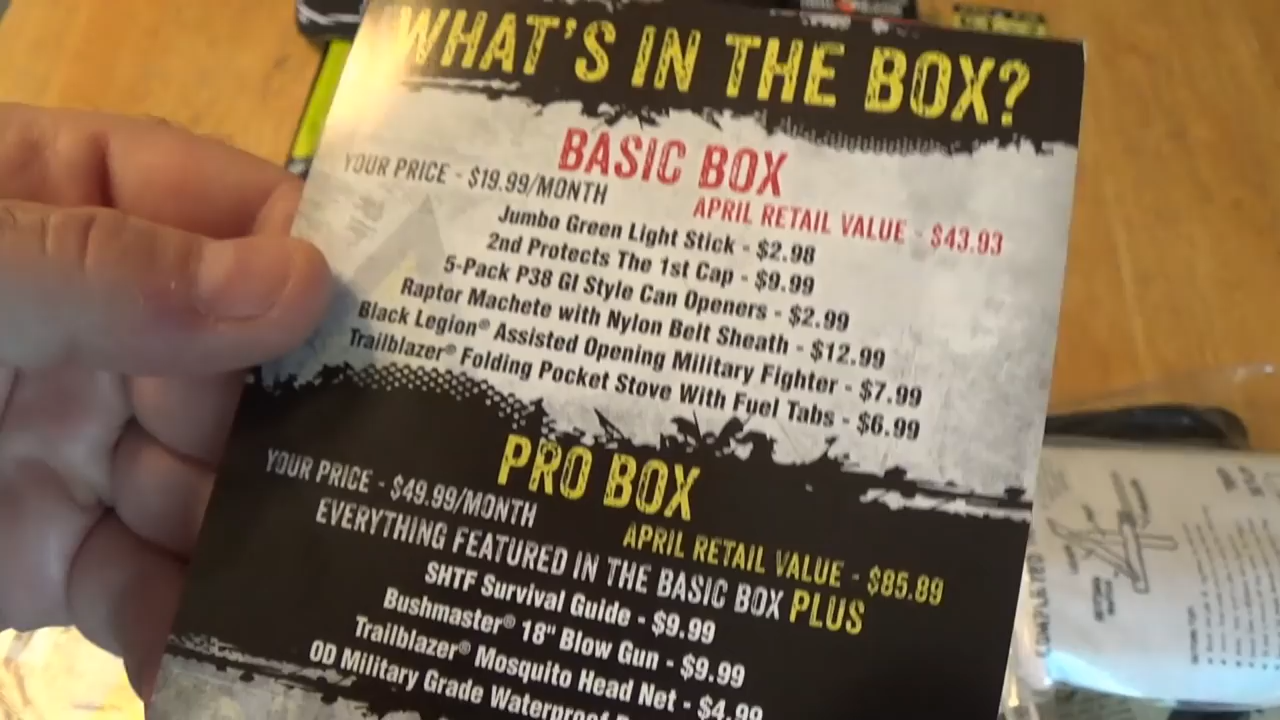 WHAT'S IN THE BOX?
BASIC BOX
YOUR PRICE - $19.99/MONTH
APRIL RETAIL VALUE - $43.93
Jumbo Green Light Stick - $2.98
2nd Protects The 1st Cap - $9.99
5-Pack P38 GI Style Can Openers - $2.99
Raptor Machete with Nylon Belt Sheath - $12.99
Black Legion® Assisted Opening Military Fighter - $7.99
Trailblazer® Folding Pocket Stove With Fuel Tabs - $6.99
PRO BOX
YOUR PRICE - $49.99/MONTH
APRIL RETAIL VALUE - $85.89
EVERYTHING FEATURED IN THE BASIC BOX PLUS
SHTF Survival Guide - $9.99
Bushmaster® 18" Blow Gun - $9.99
Trailblazer® Mosquito Head Net - $4.99
OD Military Grade Waterproof